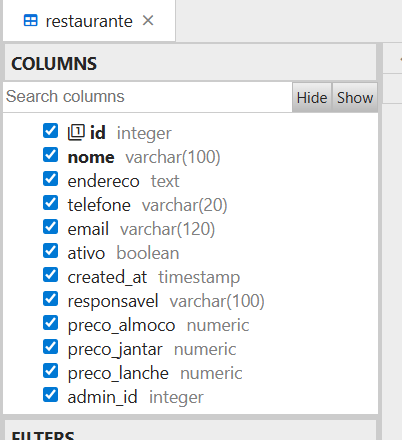 restaurante
COLUMNS
Search columns Hide Show
id integer
nome varchar(100)
endereco text
telefone varchar(20)
email varchar(120)
ativo boolean
created_at timestamp
responsavel varchar(100)
preco_almoco numeric
preco_jantar numeric
preco_lanche numeric
admin_id integer
FILTERS